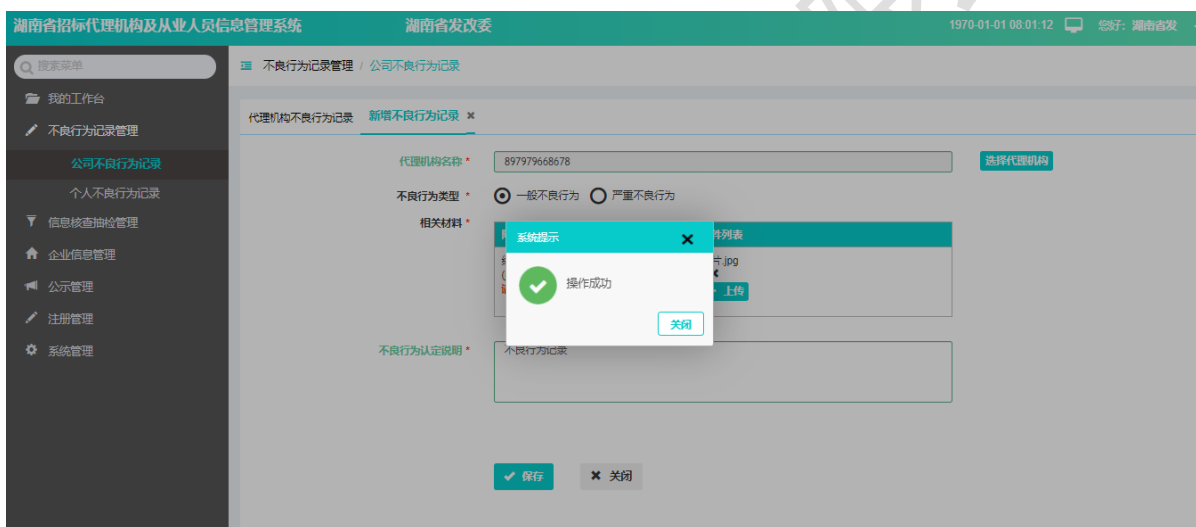 湖南省招标代理机构及从业人员信息管理系统 湖南省发改委 1970-01-01 08:01:12 您好: 湖南省发
搜索菜单
不良行为记录管理 / 公司不良行为记录
我的工作台
代理机构不良行为记录 新增不良行为记录
不良行为记录管理
公司不良行为记录
个人不良行为记录
信息核查抽检管理
企业信息管理
公示管理
注册管理
系统管理
代理机构名称 * 897979668678 选择代理机构
不良行为类型 * 一般不良行为 严重不良行为
相关材料 *
件列表
片.jpg
上传
系统提示
操作成功
关闭
不良行为认定说明 * 不良行为记录
保存 关闭